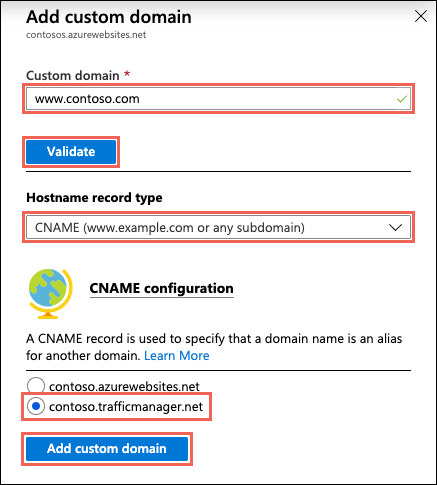 Add custom domain
contosos.azurewebsites.net
Custom domain *
www.contoso.com
Validate
Hostname record type
CNAME (www.example.com or any subdomain)
CNAME configuration
A CNAME record is used to specify that a domain name is an alias
for another domain. Learn More
contoso.azurewebsites.net
contoso.trafficmanager.net
Add custom domain